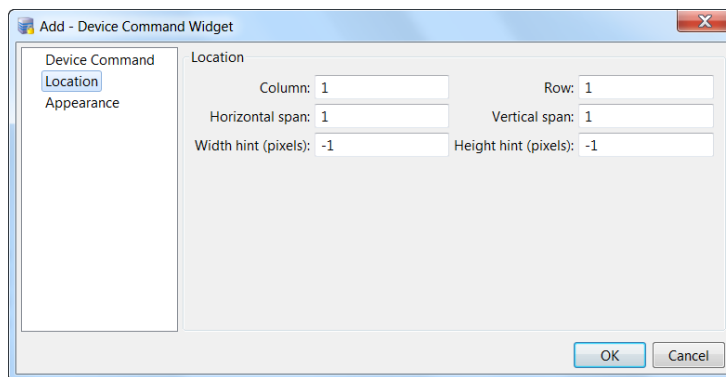 Add - Device Command Widget
Device Command
Location
Appearance
Location
Column: 1 Row: 1
Horizontal span: 1 Vertical span: 1
Width hint (pixels): -1 Height hint (pixels): -1
OK Cancel